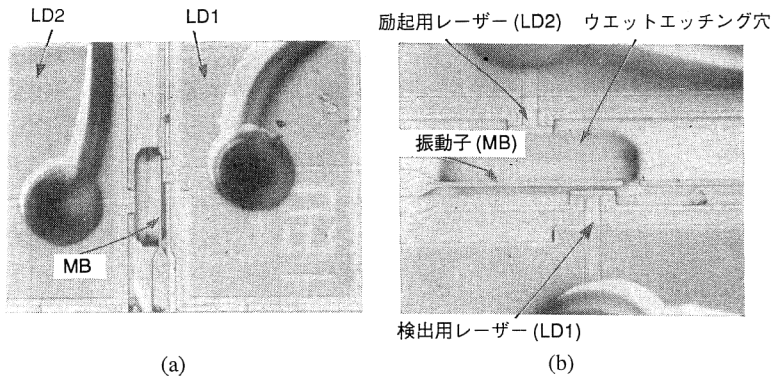 LD2 LD1
MB
(a)
励起用レーザー(LD2) ウエットエッチング穴
振動子(MB)
検出用レーザー(LD1)
(b)